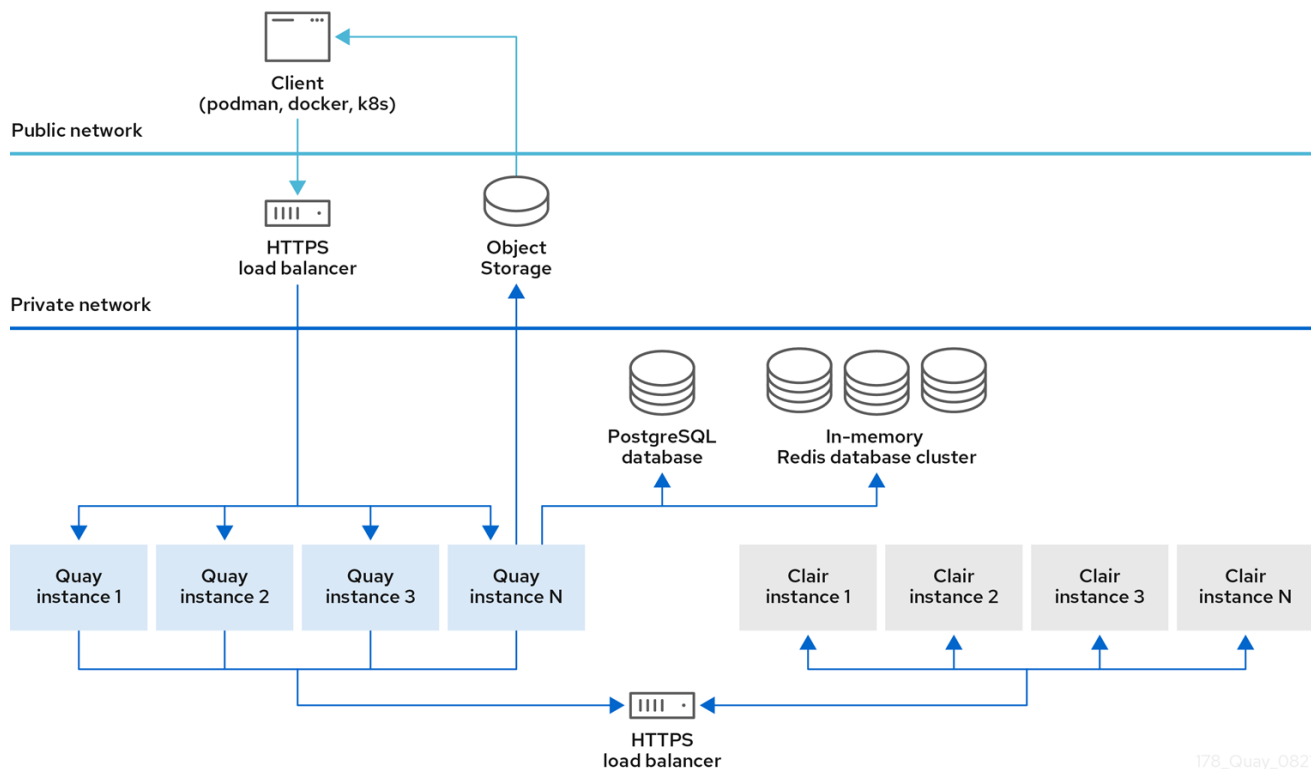 Client
(podman, docker, k8s)
Public network
HTTPS
load balancer
Object
Storage
Private network
PostgreSQL
database
In-memory
Redis database cluster
Quay
instance 1
Quay
instance 2
Quay
instance 3
Quay
instance N
Clair
instance 1
Clair
instance 2
Clair
instance 3
Clair
instance N
HTTPS
load balancer
178_Quay_082